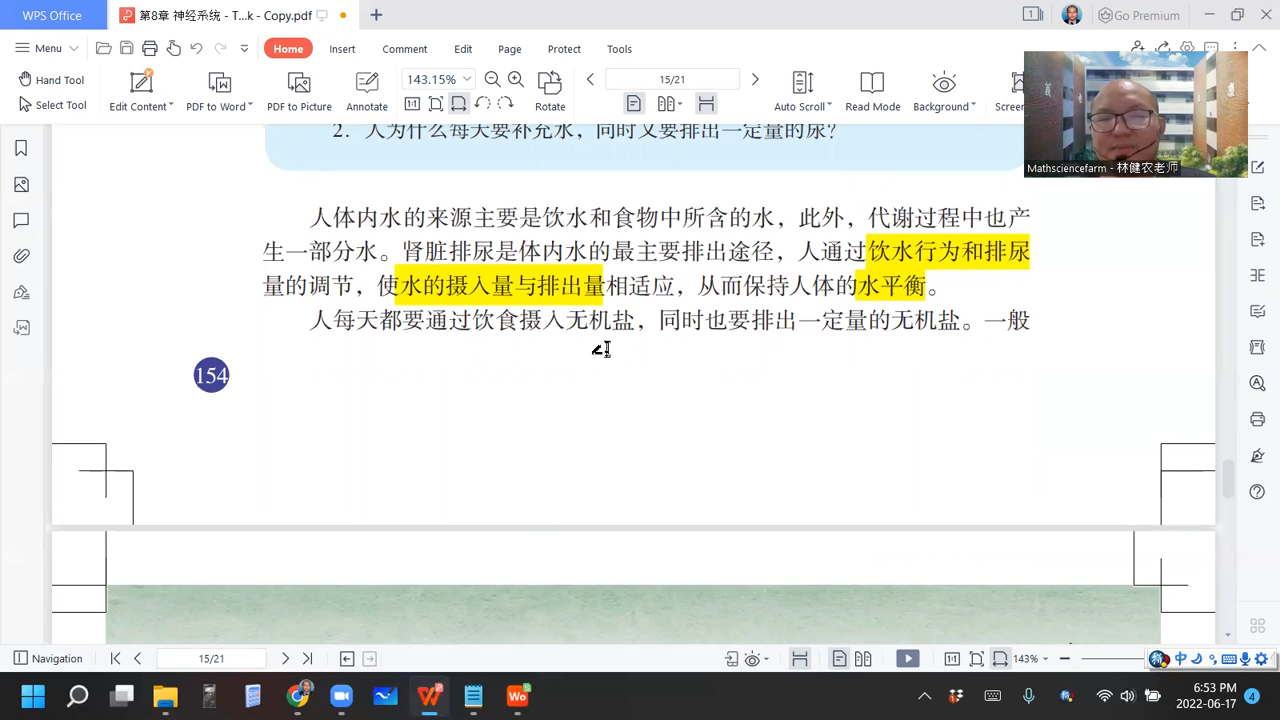 WPS Office
第8章 神经系统 - T...k - Copy.pdf
Go Premium
Menu
Home
Insert
Comment
Edit
Page
Protect
Tools
Hand Tool
Select Tool
Edit Content
PDF to Word
PDF to Picture
Annotate
143.15%
Rotate
15/21
Auto Scroll
Read Mode
Background
Screen
Mathsciencefarm - 林健农老师
2. 人为什么每天要补充水，同时又要排出一定量的尿？
人体内水的来源主要是饮水和食物中所含的水，此外，代谢过程中也产
生一部分水。肾脏排尿是体内水的最主要排出途径，人通过饮水行为和排尿
量的调节，使水的摄入量与排出量相适应，从而保持人体的水平衡。
人每天都要通过饮食摄入无机盐，同时也要排出一定量的无机盐。一般
154
Navigation
15/21
143%
中
6:53 PM
2022-06-17
4